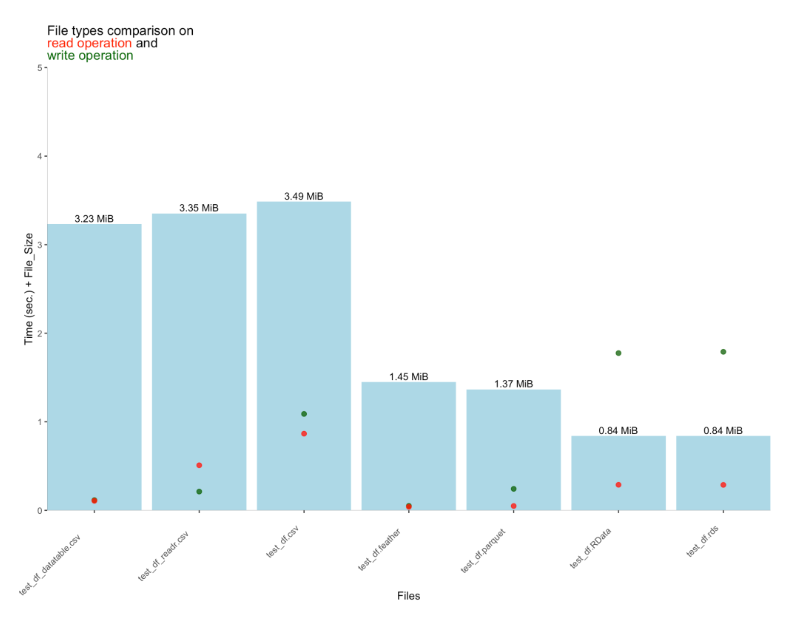 File types comparison on
read operation and
write operation
Time (sec.) + File_Size
5
4
3
2
1
0
3.23 MiB
3.35 MiB
3.49 MiB
1.45 MiB
1.37 MiB
0.84 MiB
0.84 MiB
test_df_datatable.csv
test_df_readr.csv
test_df.csv
test_df.feather
test_df.parquet
test_df.RData
test_df.rds
Files